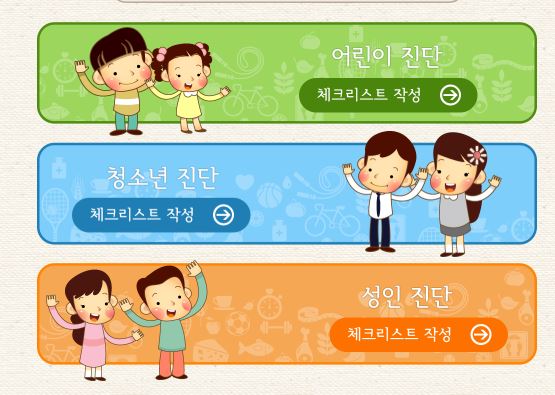 어린이 진단
체크리스트 작성
청소년 진단
체크리스트 작성
성인 진단
체크리스트 작성